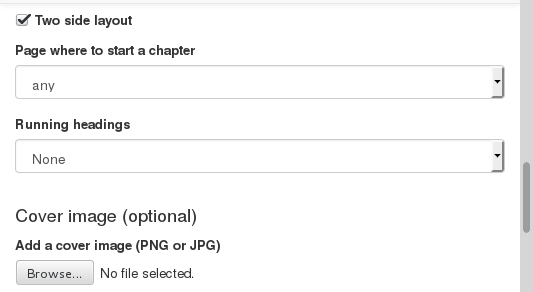 Two side layout
Page where to start a chapter
any
Running headings
None
Cover image (optional)
Add a cover image (PNG or JPG)
Browse... No file selected.